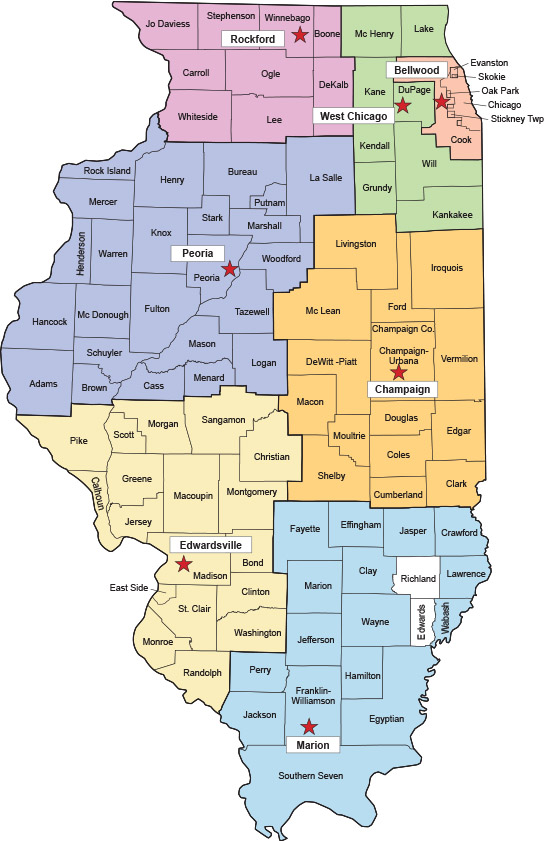 Jo Daviess
Stephenson
Winnebago
Boone
Mc Henry
Lake
Rockford
Carroll
Ogle
DeKalb
Whiteside
Lee
Bellwood
Evanston
Skokie
Oak Park
Chicago
Stickney Twp
Kane
DuPage
West Chicago
Cook
Kendall
Will
Grundy
Kankakee
Rock Island
Henry
Bureau
La Salle
Mercer
Putnam
Stark
Marshall
Henderson
Warren
Knox
Peoria
Peoria
Woodford
Livingston
Iroquois
Hancock
Mc Donough
Fulton
Tazewell
Mc Lean
Ford
Champaign Co.
Schuyler
Mason
Logan
DeWitt -Piatt
Champaign-
Urbana
Vermilion
Adams
Brown
Cass
Menard
Champaign
Macon
Pike
Scott
Morgan
Sangamon
Christian
Moultrie
Douglas
Edgar
Coles
Shelby
Cumberland
Clark
Calhoun
Greene
Macoupin
Montgomery
Jersey
Fayette
Effingham
Jasper
Crawford
Edwardsville
Madison
Bond
Clay
Richland
Lawrence
East Side
St. Clair
Clinton
Marion
Wayne
Edwards
Wabash
Monroe
Washington
Jefferson
Randolph
Perry
Franklin-
Williamson
Hamilton
Jackson
Egyptian
Marion
Southern Seven